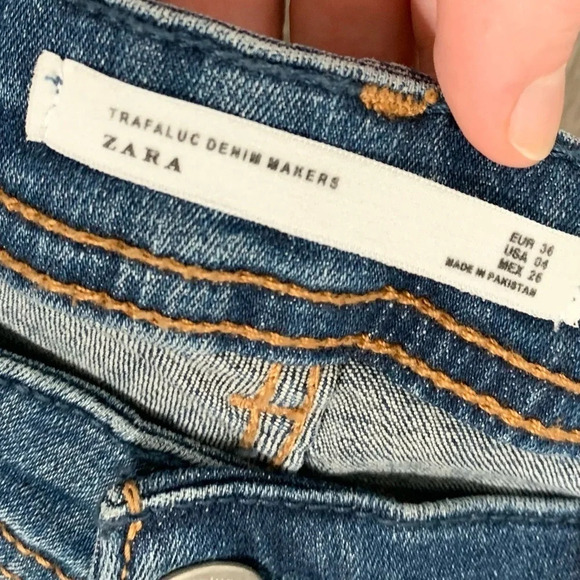 TRAFALUC DENIM MAKERS
ZARA
EUR 36
USA 04
MEX 26
MADE IN PAKISTAN